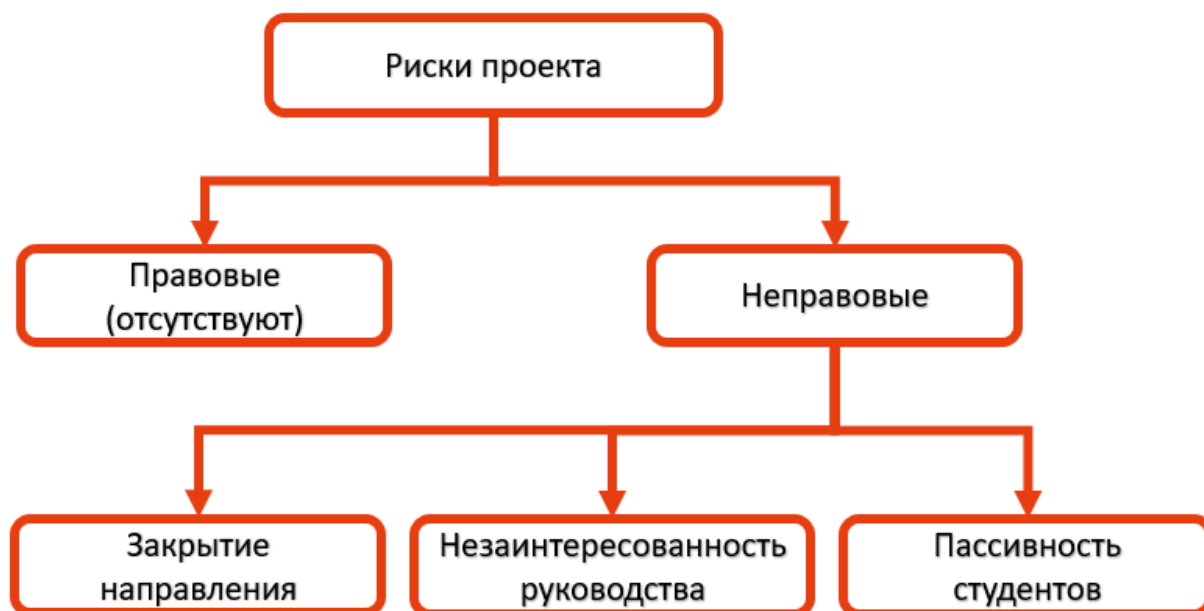 Риски проекта
Правовые
(отсутствуют)
Неправовые
Закрытие
направления
Незаинтересованность
руководства
Пассивность
студентов